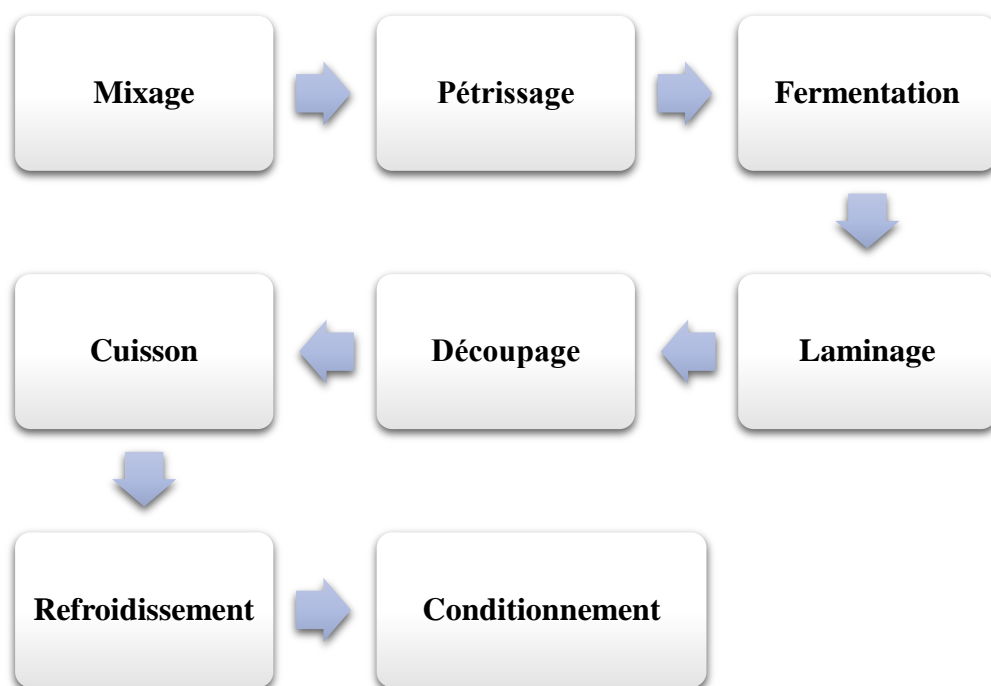 Mixage
Pétrissage
Fermentation
Laminage
Découpage
Cuisson
Refroidissement
Conditionnement